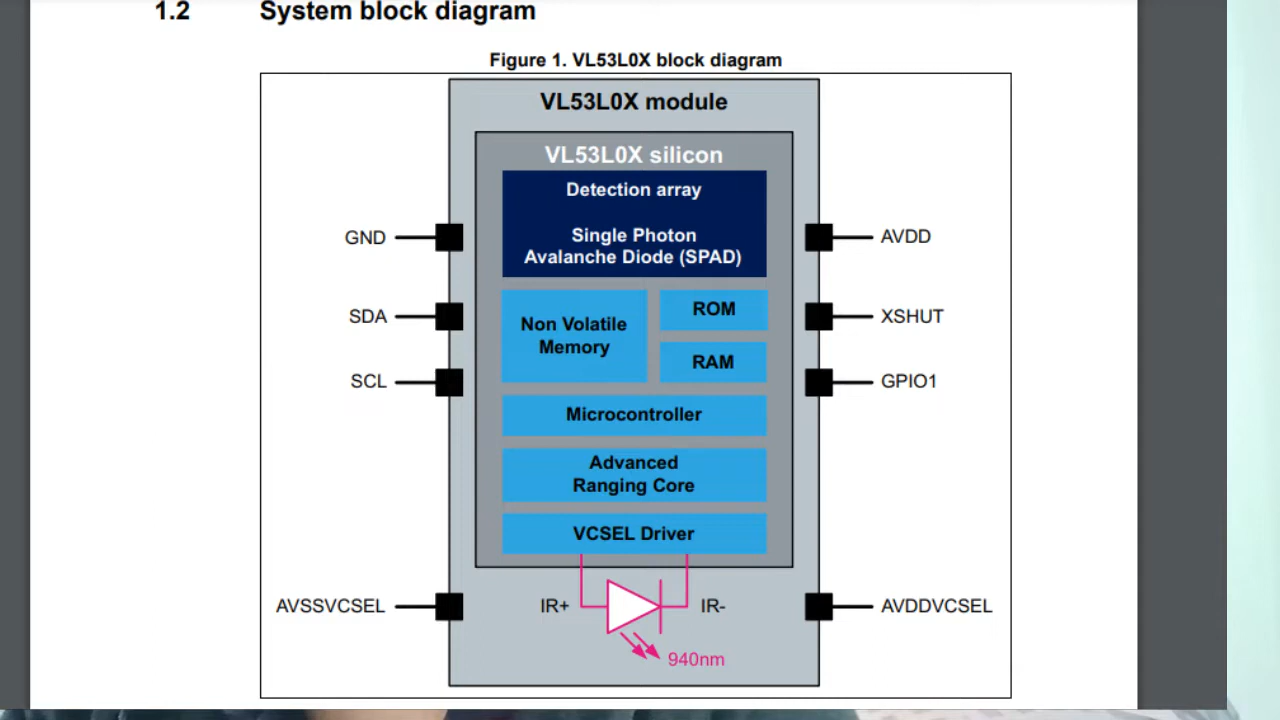 1.2 System block diagram
Figure 1. VL53L0X block diagram
VL53L0X module
VL53L0X silicon
Detection array
Single Photon
Avalanche Diode (SPAD)
GND
AVDD
SDA
XSHUT
SCL
GPIO1
Non Volatile
Memory
ROM
RAM
Microcontroller
Advanced
Ranging Core
VCSEL Driver
AVSSVCSEL
IR+
IR-
AVDDVCSEL
940nm